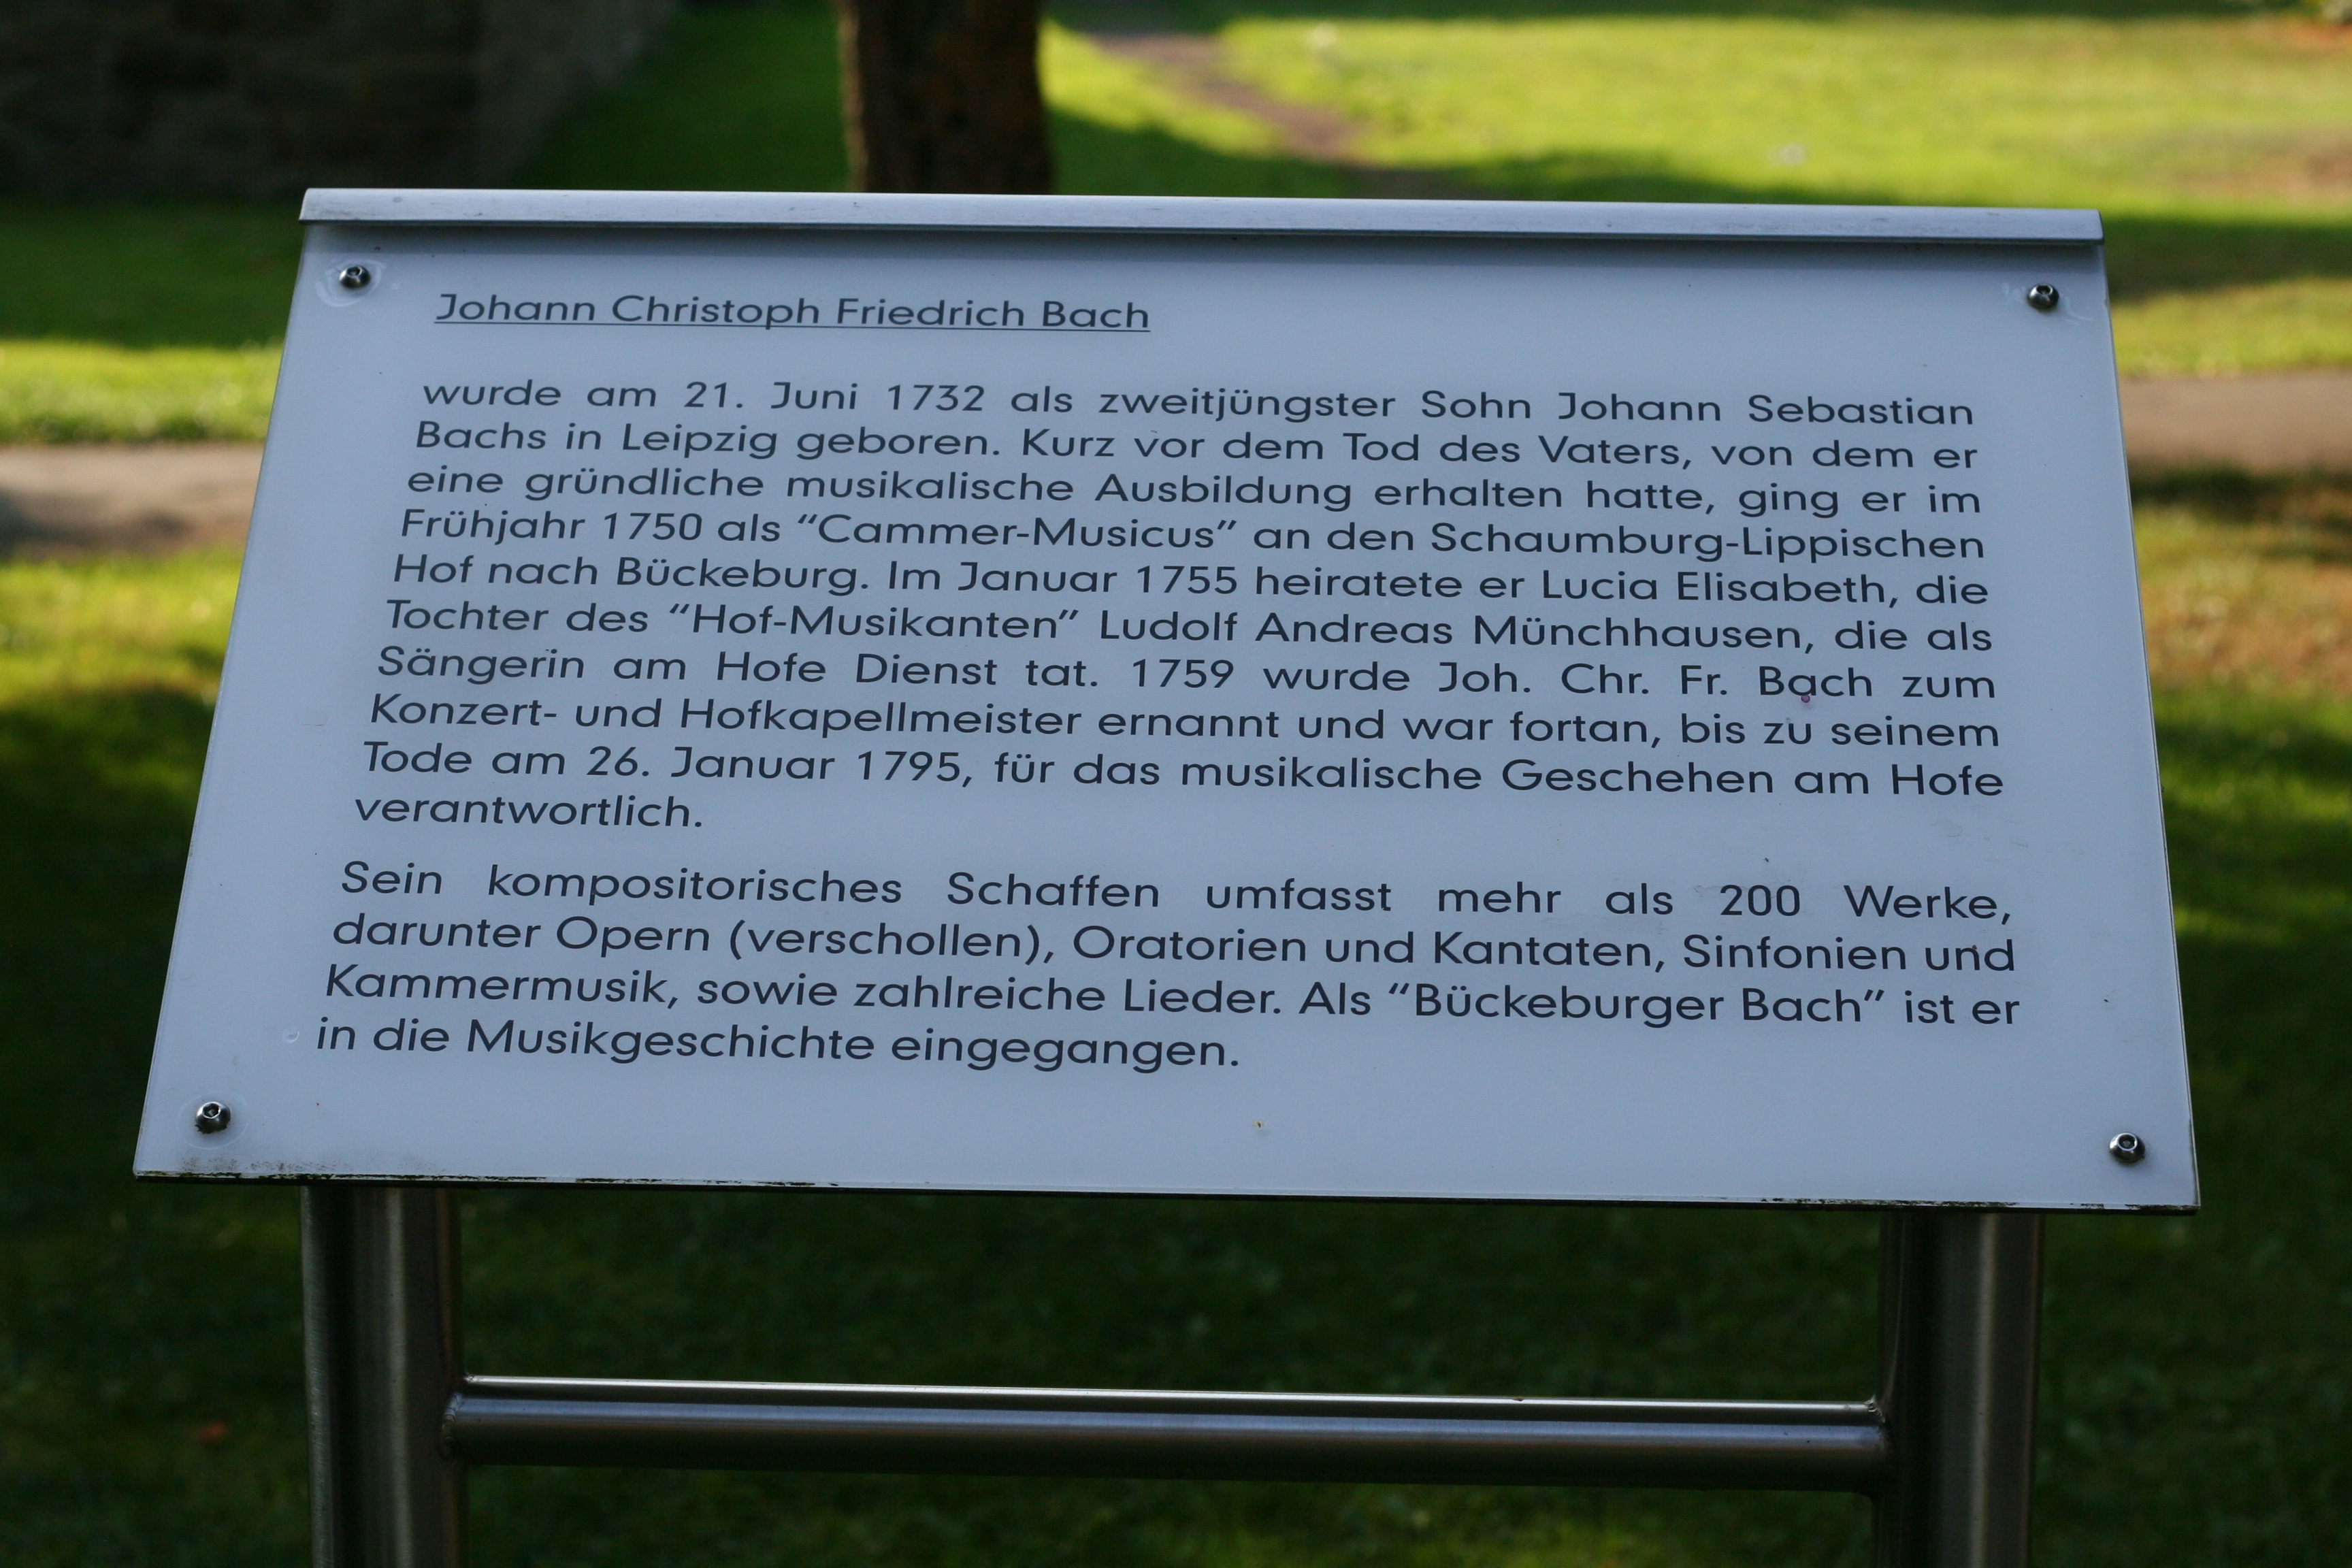 Johann Christoph Friedrich Bach
wurde am 21. Juni 1732 als zweitjüngster Sohn Johann Sebastian
Bachs in Leipzig geboren. Kurz vor dem Tod des Vaters, von dem er
eine gründliche musikalische Ausbildung erhalten hatte, ging er im
Frühjahr 1750 als “Cammer-Musicus” an den Schaumburg-Lippischen
Hof nach Bückeburg. Im Januar 1755 heiratete er Lucia Elisabeth, die
Tochter des “Hof-Musikanten” Ludolf Andreas Münchhausen, die als
Sängerin am Hofe Dienst tat. 1759 wurde Joh. Chr. Fr. Bach zum
Konzert- und Hofkapellmeister ernannt und war fortan, bis zu seinem
Tode am 26. Januar 1795, für das musikalische Geschehen am Hofe
verantwortlich.
Sein kompositorisches Schaffen umfasst mehr als 200 Werke,
darunter Opern (verschollen), Oratorien und Kantaten, Sinfonien und
Kammermusik, sowie zahlreiche Lieder. Als “Bückeburger Bach” ist er
in die Musikgeschichte eingegangen.